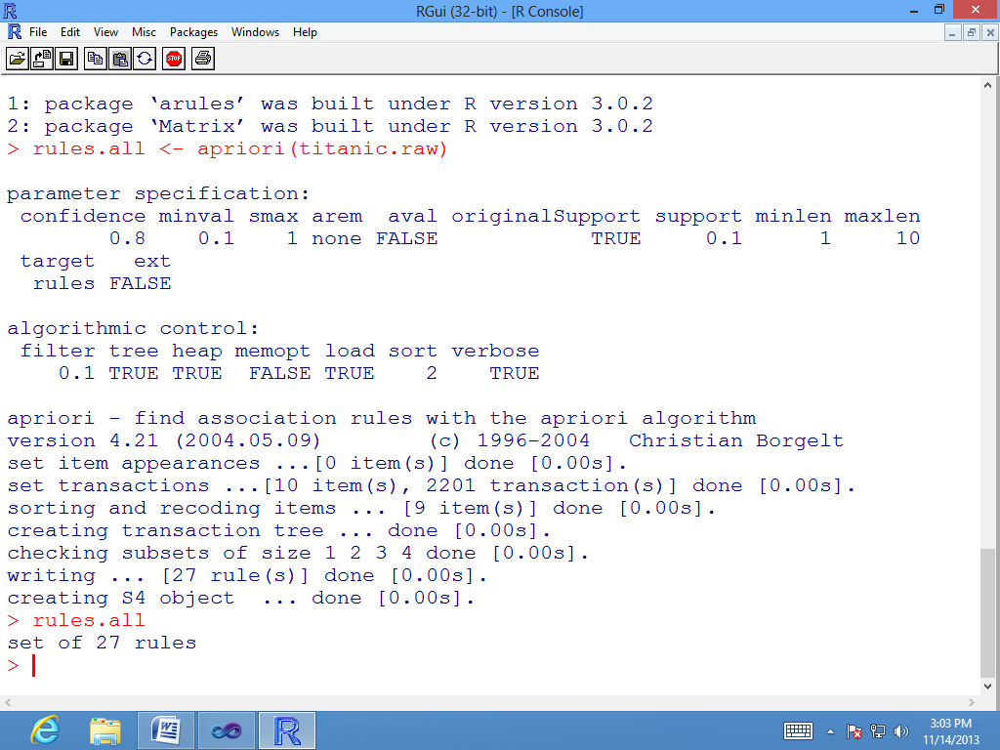 RGui (32-bit) - [R Console]
File Edit View Misc Packages Windows Help
STOP
1: package ‘arules’ was built under R version 3.0.2
2: package ‘Matrix’ was built under R version 3.0.2
> rules.all <- apriori(titanic.raw)
parameter specification:
confidence minval smax arem aval originalSupport support minlen maxlen
0.8 0.1 1 none FALSE TRUE 0.1 1 10
target ext
rules FALSE
algorithmic control:
filter tree heap memopt load sort verbose
0.1 TRUE TRUE FALSE TRUE 2 TRUE
apriori - find association rules with the apriori algorithm
version 4.21 (2004.05.09) (c) 1996-2004 Christian Borgelt
set item appearances ...[0 item(s)] done [0.00s].
set transactions ...[10 item(s), 2201 transaction(s)] done [0.00s].
sorting and recoding items ... [9 item(s)] done [0.00s].
creating transaction tree ... done [0.00s].
checking subsets of size 1 2 3 4 done [0.00s].
writing ... [27 rule(s)] done [0.00s].
creating S4 object ... done [0.00s].
> rules.all
set of 27 rules
>
3:03 PM
11/14/2013